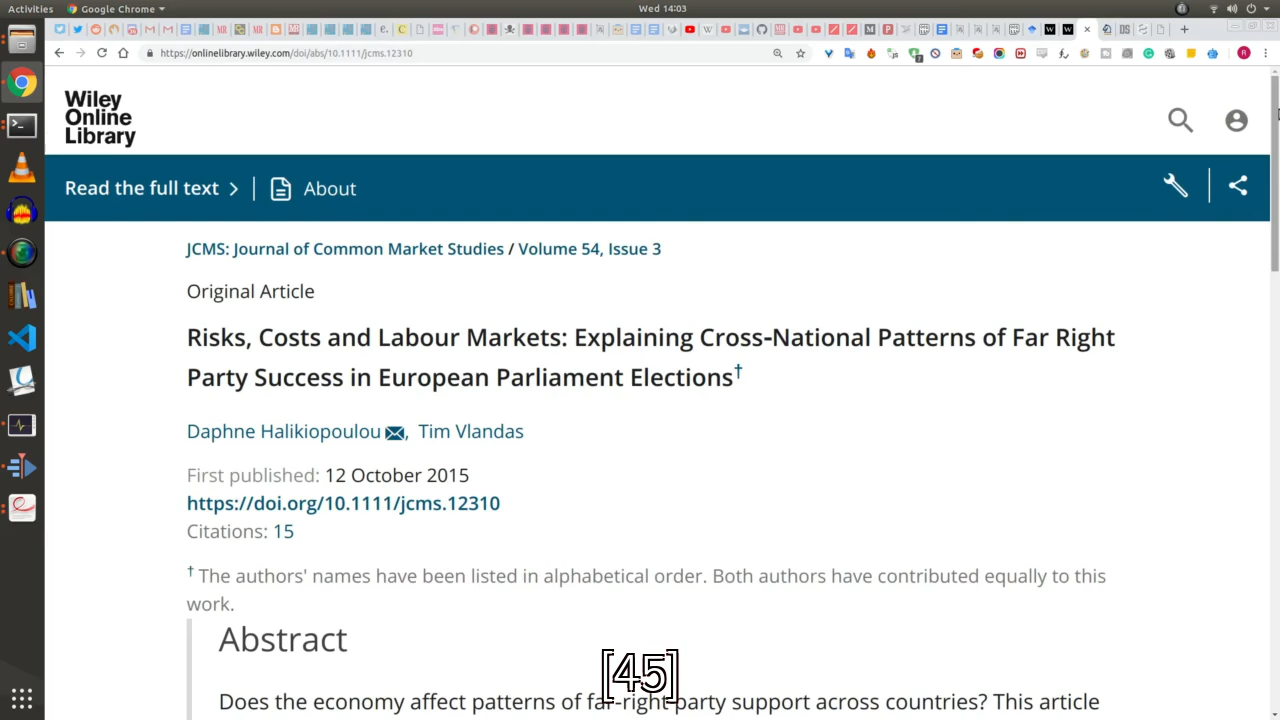 Activities
Google Chrome
Wed 14:03
https://onlinelibrary.wiley.com/doi/abs/10.1111/jcms.12310
Wiley
Online
Library
Read the full text
About
JCMS: Journal of Common Market Studies / Volume 54, Issue 3
Original Article
Risks, Costs and Labour Markets: Explaining Cross-National Patterns of Far Right
Party Success in European Parliament Elections†
Daphne Halikiopoulou, Tim Vlandas
First published: 12 October 2015
https://doi.org/10.1111/jcms.12310
Citations: 15
† The authors' names have been listed in alphabetical order. Both authors have contributed equally to this
work.
Abstract
[45]
Does the economy affect patterns of far-right party support across countries? This article